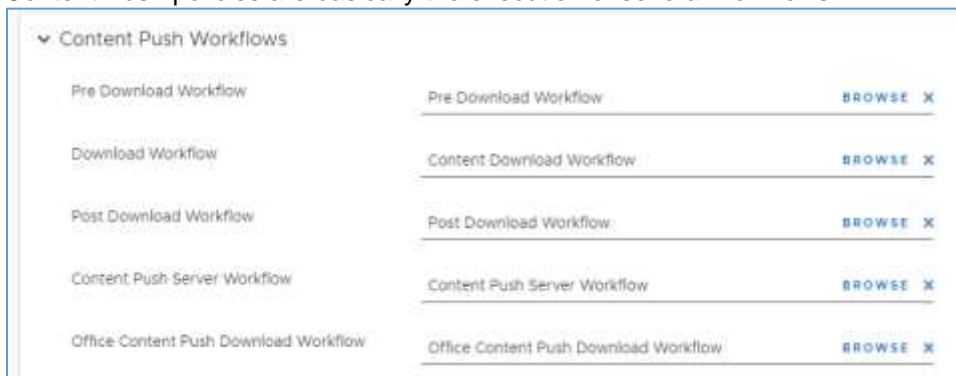 Content Push Workflows
Pre Download Workflow Pre Download Workflow BROWSE X
Download Workflow Content Download Workflow BROWSE X
Post Download Workflow Post Download Workflow BROWSE X
Content Push Server Workflow Content Push Server Workflow BROWSE X
Office Content Push Download Workflow Office Content Push Download Workflow BROWSE X